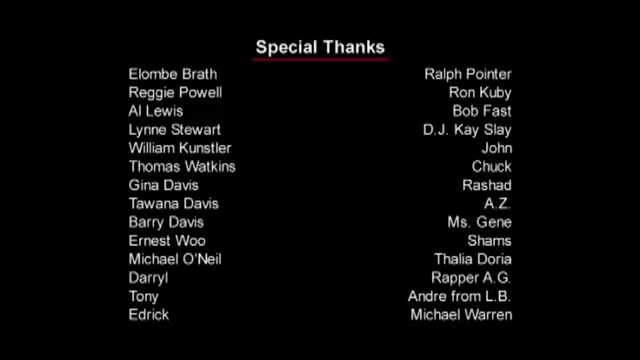 Special Thanks
Elombe Brath Ralph Pointer
Reggie Powell Ron Kuby
Al Lewis Bob Fast
Lynne Stewart D.J. Kay Slay
William Kunstler John
Thomas Watkins Chuck
Gina Davis Rashad
Tawana Davis A.Z.
Barry Davis Ms. Gene
Ernest Woo Shams
Michael O'Neil Thalia Doria
Darryl Rapper A.G.
Tony Andre from L.B.
Edrick Michael Warren